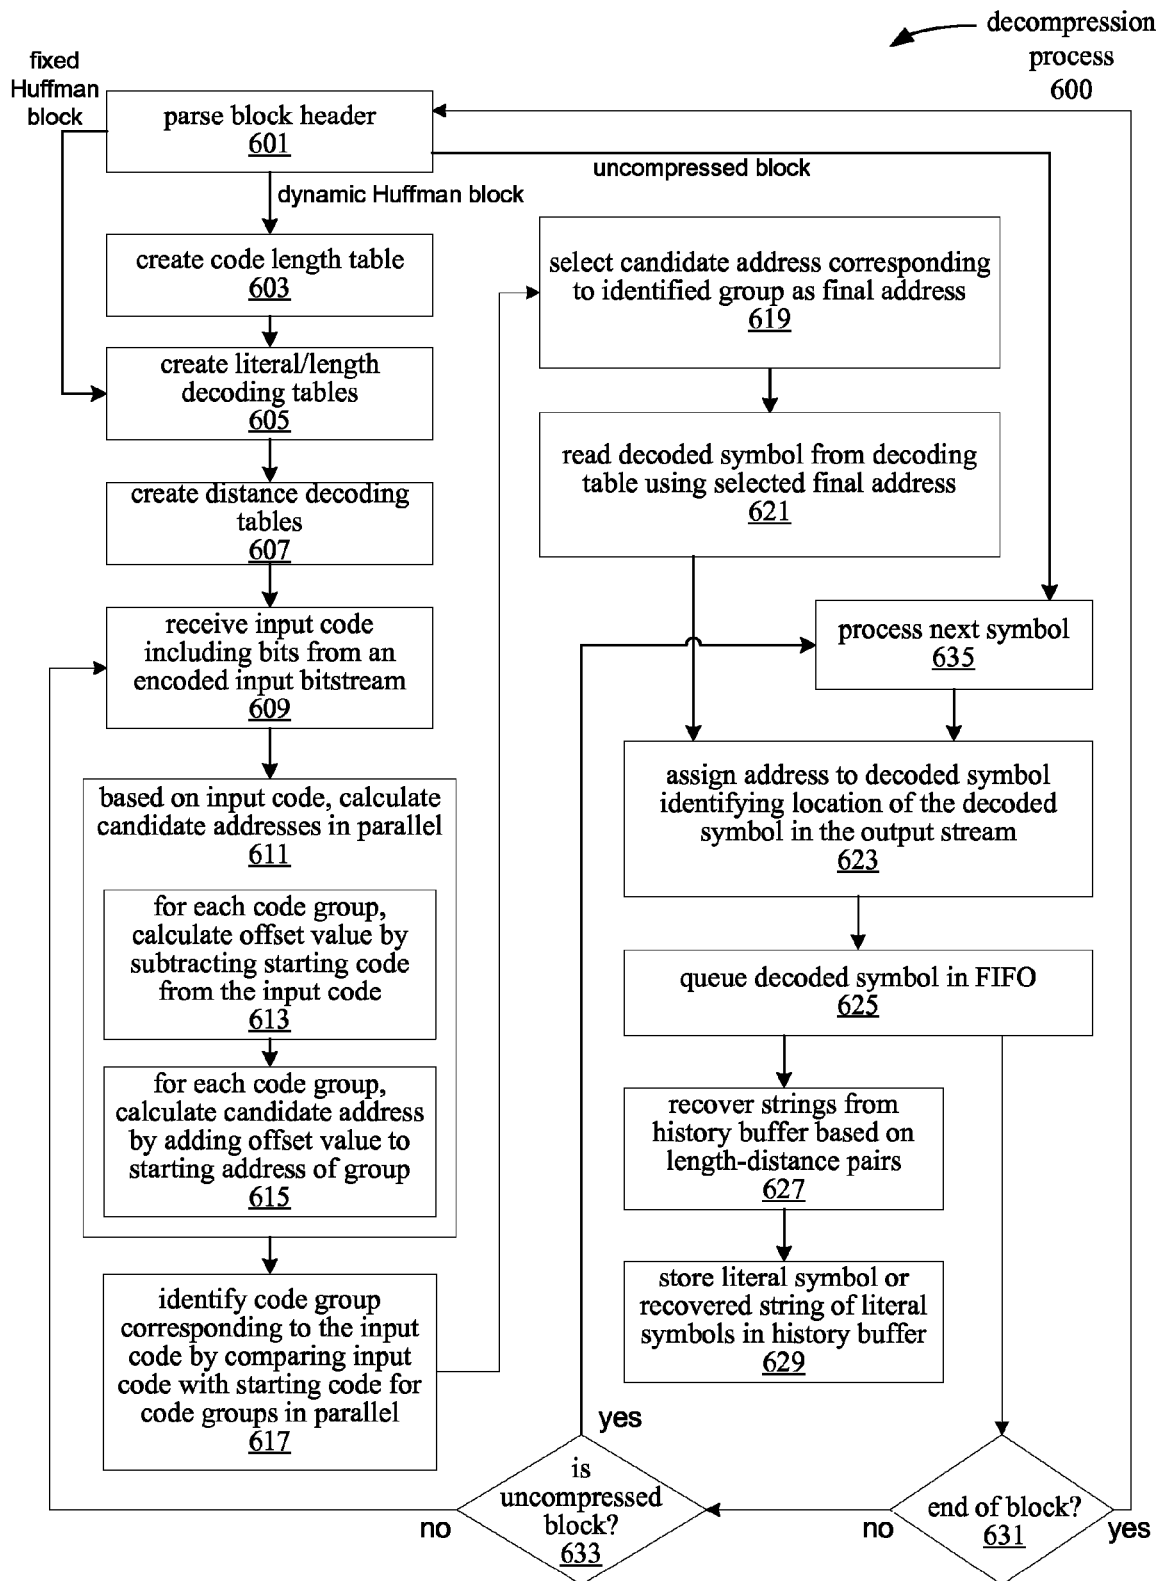 decompression
process
600
fixed
Huffman
block
parse block header
601
uncompressed block
dynamic Huffman block
create code length table
603
create literal/length
decoding tables
605
create distance decoding
tables
607
receive input code
including bits from an
encoded input bitstream
609
based on input code, calculate
candidate addresses in parallel
611
for each code group,
calculate offset value by
subtracting starting code
from the input code
613
for each code group,
calculate candidate address
by adding offset value to
starting address of group
615
identify code group
corresponding to the input
code by comparing input
code with starting code for
code groups in parallel
617
select candidate address corresponding
to identified group as final address
619
read decoded symbol from decoding
table using selected final address
621
process next symbol
635
assign address to decoded symbol
identifying location of the decoded
symbol in the output stream
623
queue decoded symbol in FIFO
625
recover strings from
history buffer based on
length-distance pairs
627
store literal symbol or
recovered string of literal
symbols in history buffer
629
yes
is
uncompressed
block?
633
no
end of block?
631
no
yes